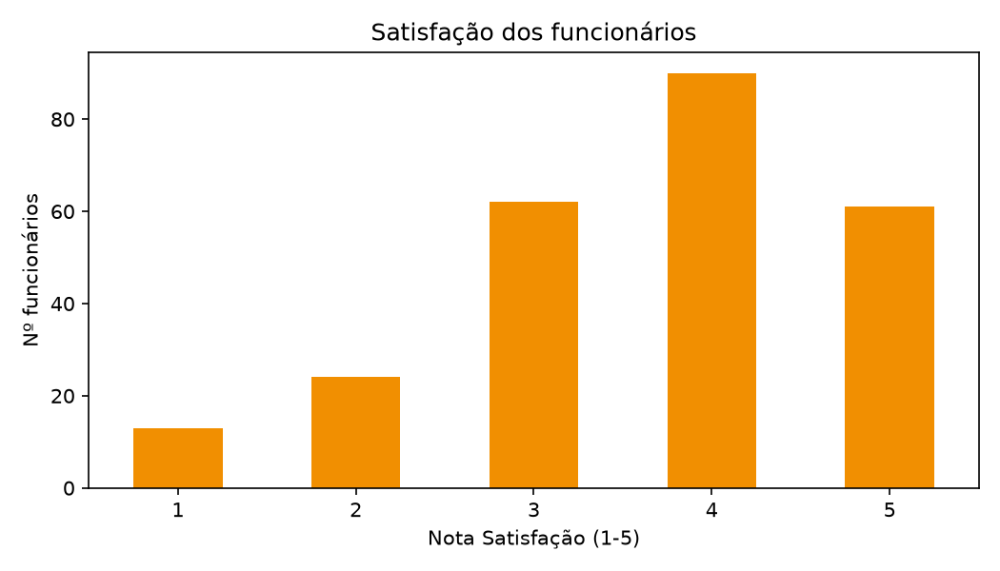 Satisfação dos funcionários
Nº funcionários
80
60
40
20
0
1 2 3 4 5
Nota Satisfação (1-5)